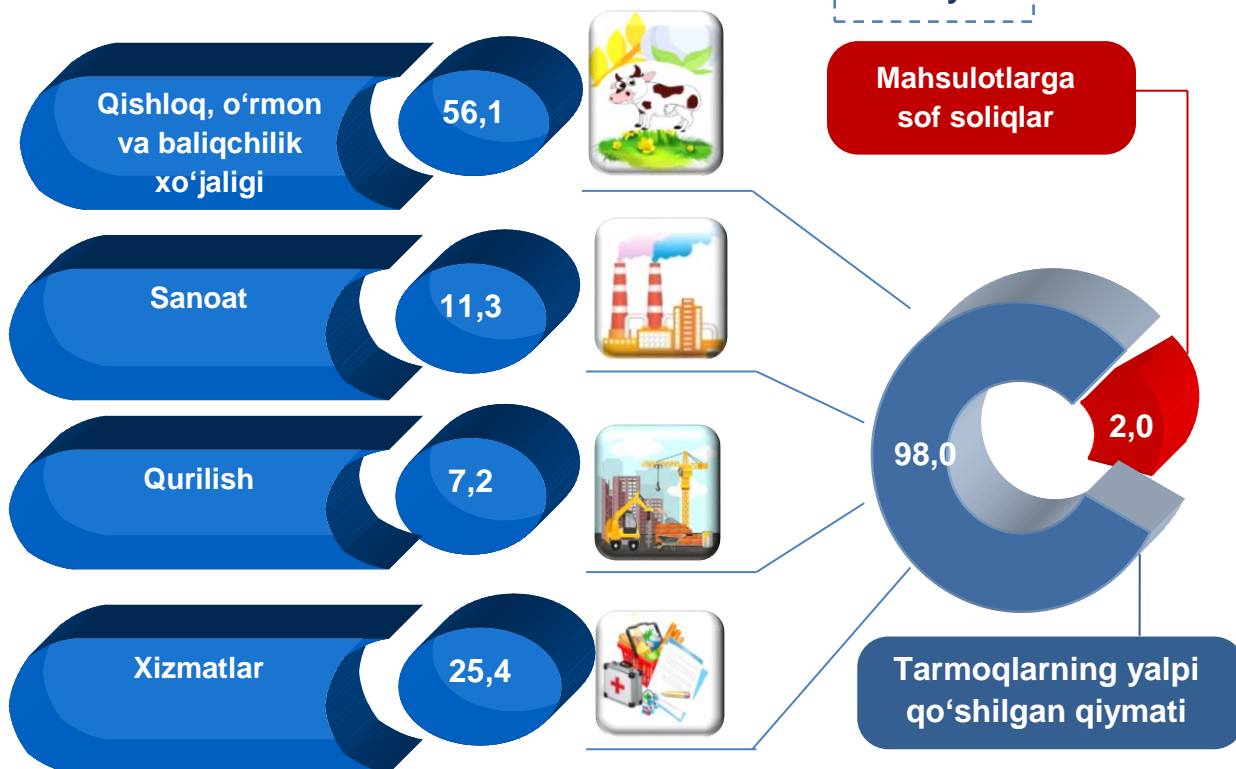 Qishloq, o‘rmon
va baliqchilik
xo‘jaligi
56,1
Sanoat
11,3
Qurilish
7,2
Xizmatlar
25,4
Mahsulotlarga
sof soliqlar
98,0
2,0
Tarmoqlarning yalpi
qo‘shilgan qiymati